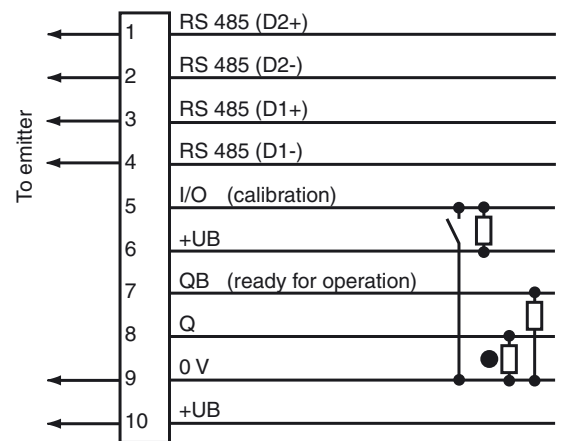 To emitter
1 RS 485 (D2+)
2 RS 485 (D2-)
3 RS 485 (D1+)
4 RS 485 (D1-)
5 I/O (calibration)
6 +UB
7 QB (ready for operation)
8 Q
9 0 V
10 +UB